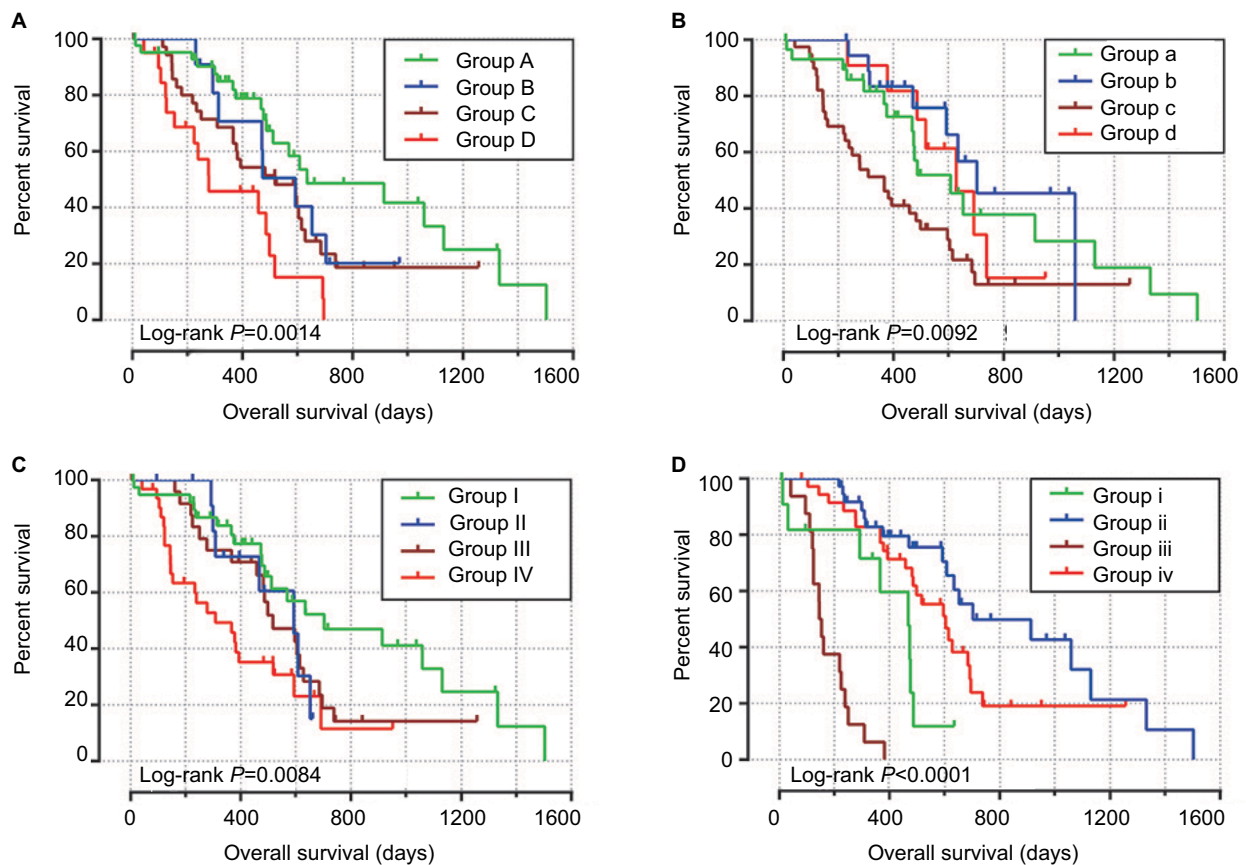 A
Percent survival
100
80
60
40
20
0
Group A
Group B
Group C
Group D
Log-rank P=0.0014
0 400 800 1200 1600
Overall survival (days)
B
Percent survival
100
80
60
40
20
0
Group a
Group b
Group c
Group d
Log-rank P=0.0092
0 400 800 1200 1600
Overall survival (days)
C
Percent survival
100
80
60
40
20
0
Group I
Group II
Group III
Group IV
Log-rank P=0.0084
0 400 800 1200 1600
Overall survival (days)
D
Percent survival
100
80
60
40
20
0
Group i
Group ii
Group iii
Group iv
Log-rank P<0.0001
0 400 800 1200 1600
Overall survival (days)